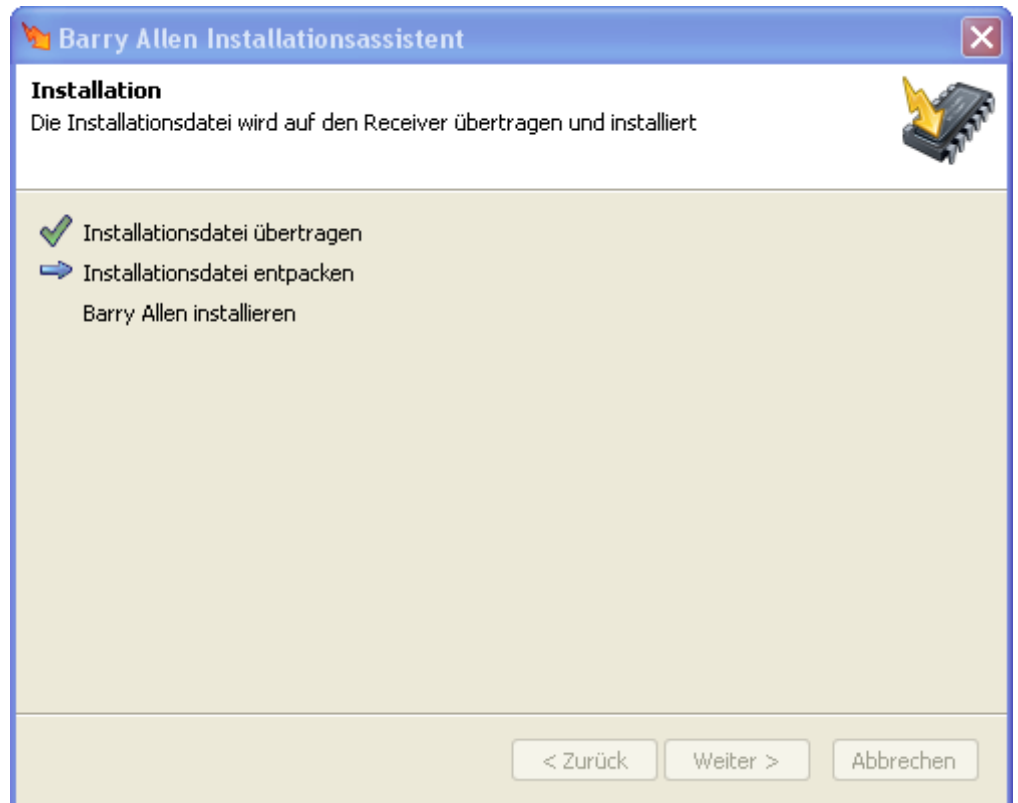 Barry Allen Installationsassistent
Installation
Die Installationsdatei wird auf den Receiver übertragen und installiert
Installationsdatei übertragen
Installationsdatei entpacken
Barry Allen installieren
< Zurück Weiter > Abbrechen